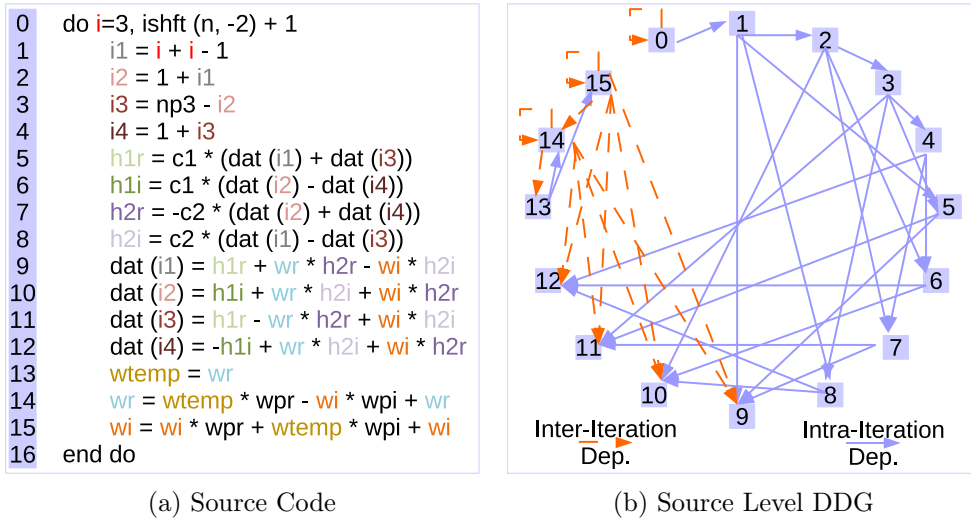 0 do i=3, ishft (n, -2) + 1
1 i1 = i + i - 1
2 i2 = 1 + i1
3 i3 = np3 - i2
4 i4 = 1 + i3
5 h1r = c1 * (dat (i1) + dat (i3))
6 h1i = c1 * (dat (i2) - dat (i4))
7 h2r = -c2 * (dat (i2) + dat (i4))
8 h2i = c2 * (dat (i1) - dat (i3))
9 dat (i1) = h1r + wr * h2r - wi * h2i
10 dat (i2) = h1i + wr * h2i + wi * h2r
11 dat (i3) = h1r - wr * h2r + wi * h2i
12 dat (i4) = -h1i + wr * h2i + wi * h2r
13 wtemp = wr
14 wr = wtemp * wpr - wi * wpi + wr
15 wi = wi * wpr + wtemp * wpi + wi
16 end do
(a) Source Code
0
1
2
3
4
5
6
7
8
9
10
11
12
13
14
15
Inter-Iteration
Dep.
Intra-Iteration
Dep.
(b) Source Level DDG